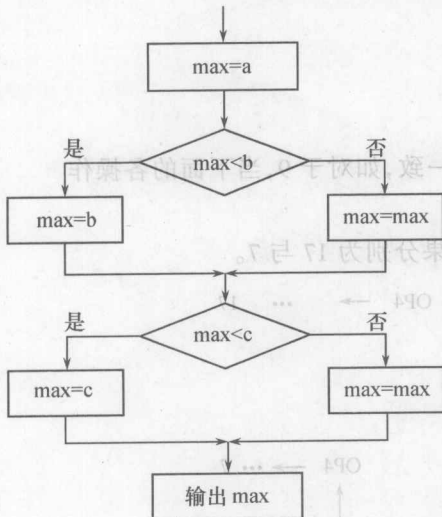 max=a
是 max<b 否
max=b max=max
是 max<c 否
max=c max=max
输出 max